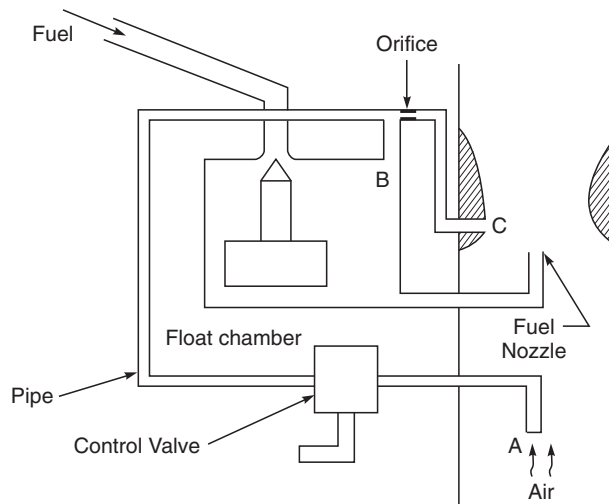 Fuel
Orifice
B
C
Float chamber
Fuel
Nozzle
Pipe
Control Valve
A
Air